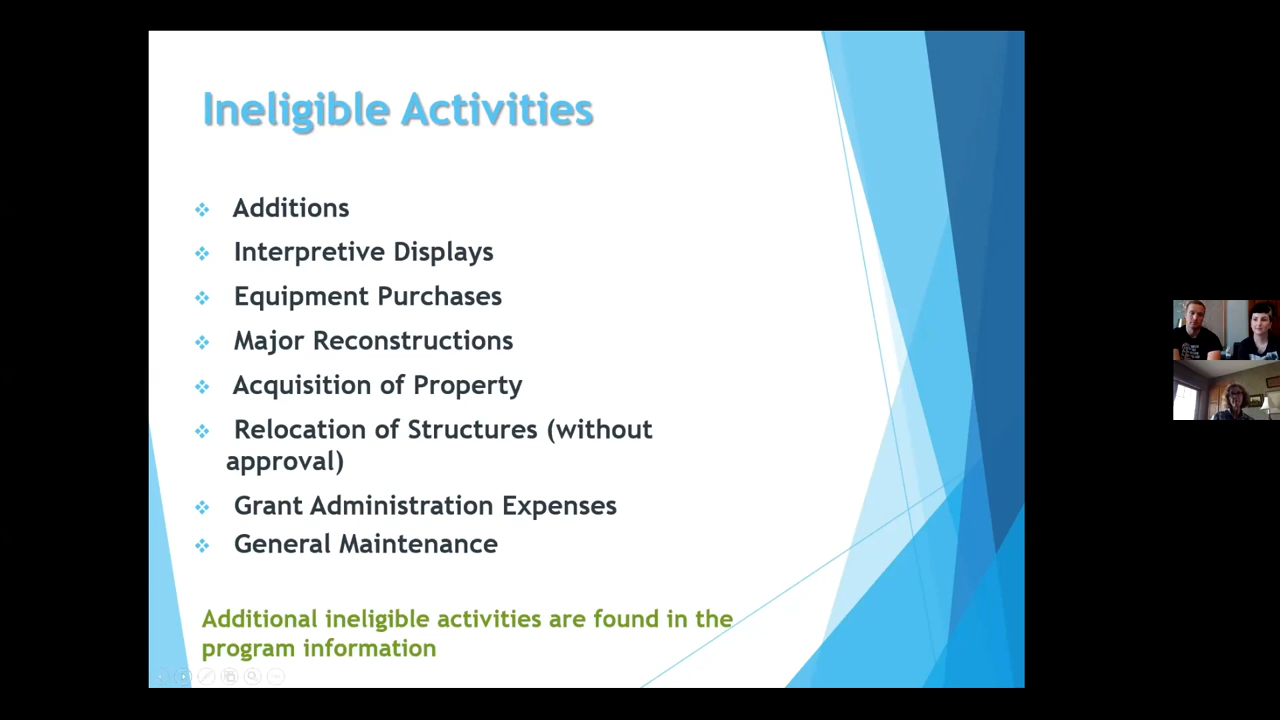 Ineligible Activities
Additions
Interpretive Displays
Equipment Purchases
Major Reconstructions
Acquisition of Property
Relocation of Structures (without
approval)
Grant Administration Expenses
General Maintenance
Additional ineligible activities are found in the
program information